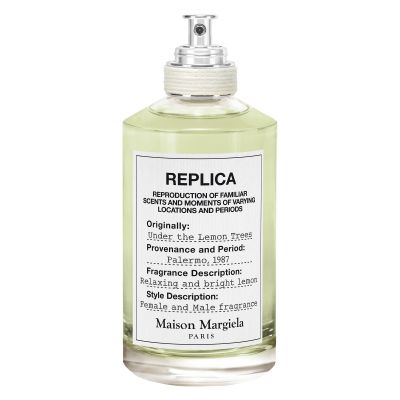 REPLICA
REPRODUCTION OF FAMILIAR
SCENTS AND MOMENTS OF VARYING
LOCATIONS AND PERIODS
Originally:
Under the Lemon Trees
Provenance and Period:
Palermo, 1987
Fragrance Description:
Relaxing and bright lemon
Style Description:
Female and Male fragrance
Maison Margiela
PARIS